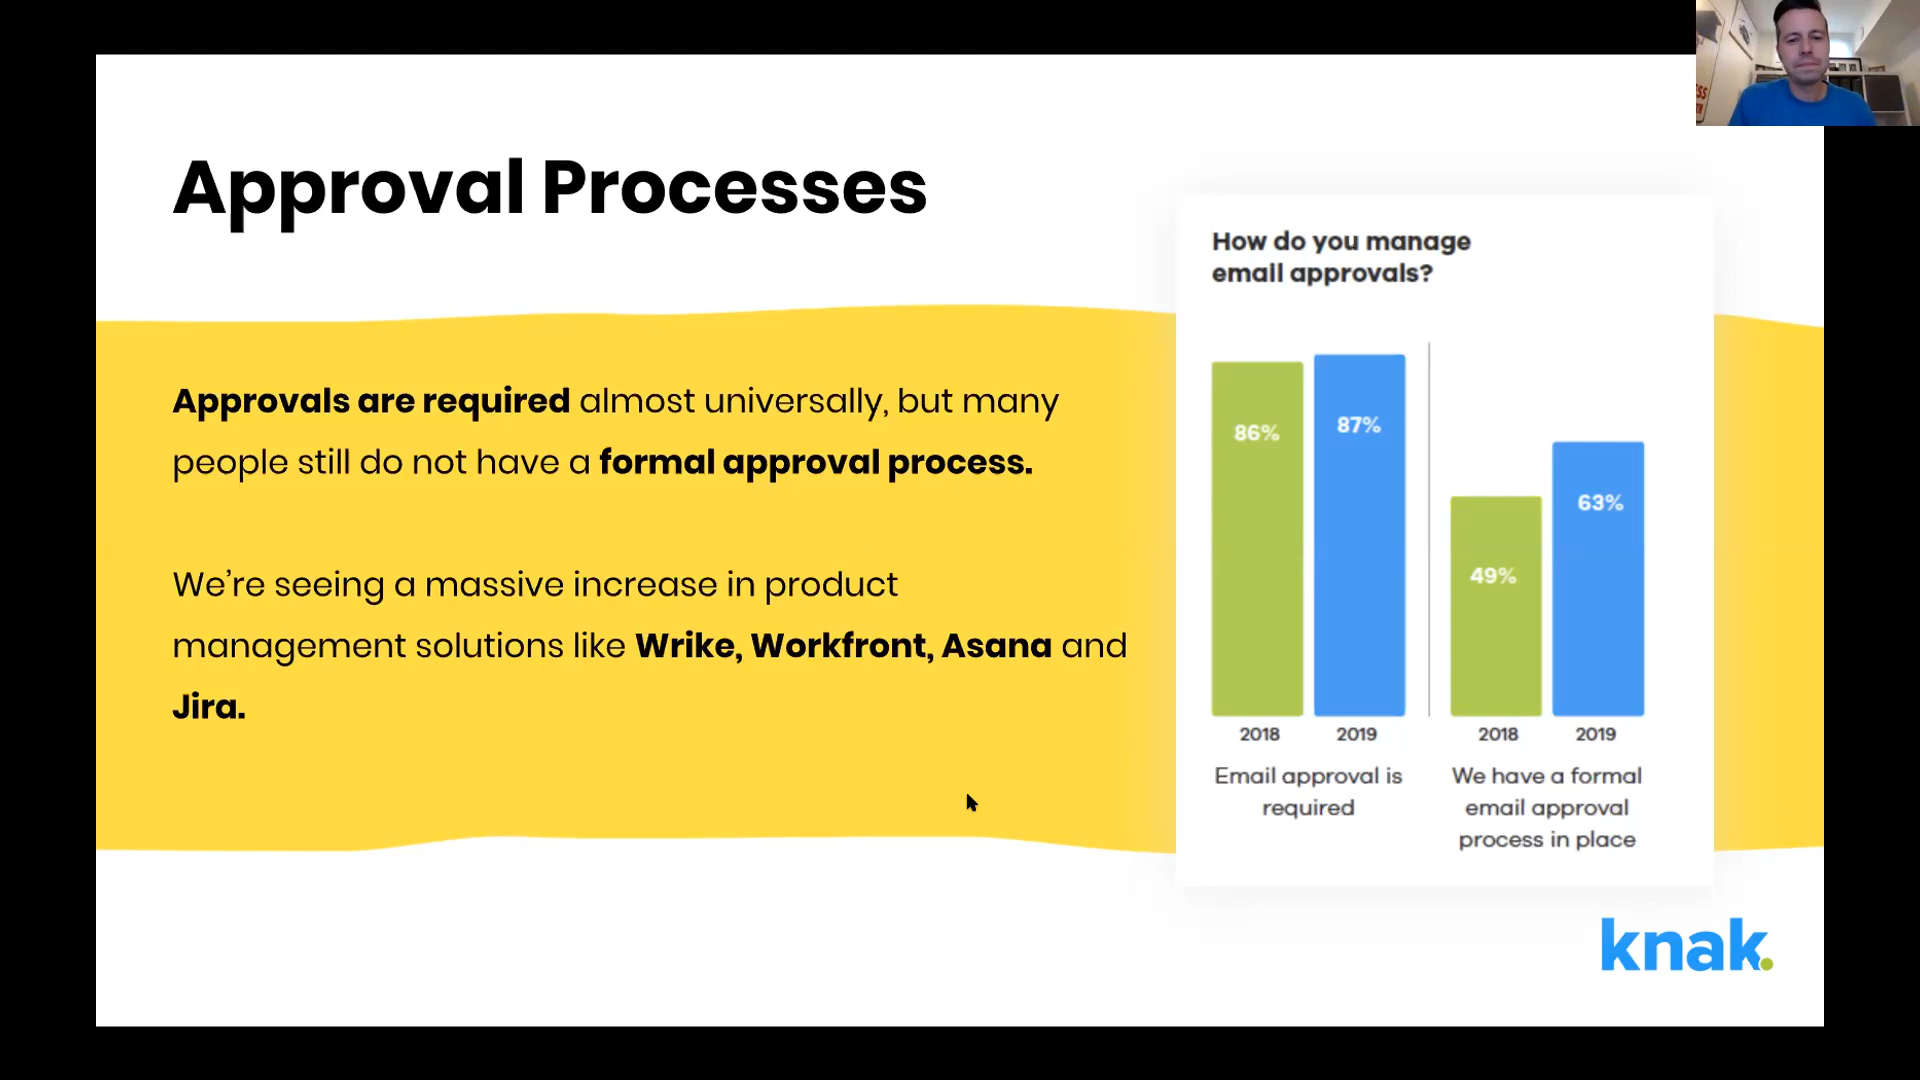 Approval Processes
Approvals are required almost universally, but many
people still do not have a formal approval process.
We're seeing a massive increase in product
management solutions like Wrike, Workfront, Asana and
Jira.
How do you manage
email approvals?
86%
87%
49%
63%
2018
2019
2018
2019
Email approval is
required
We have a formal
email approval
process in place
knak.